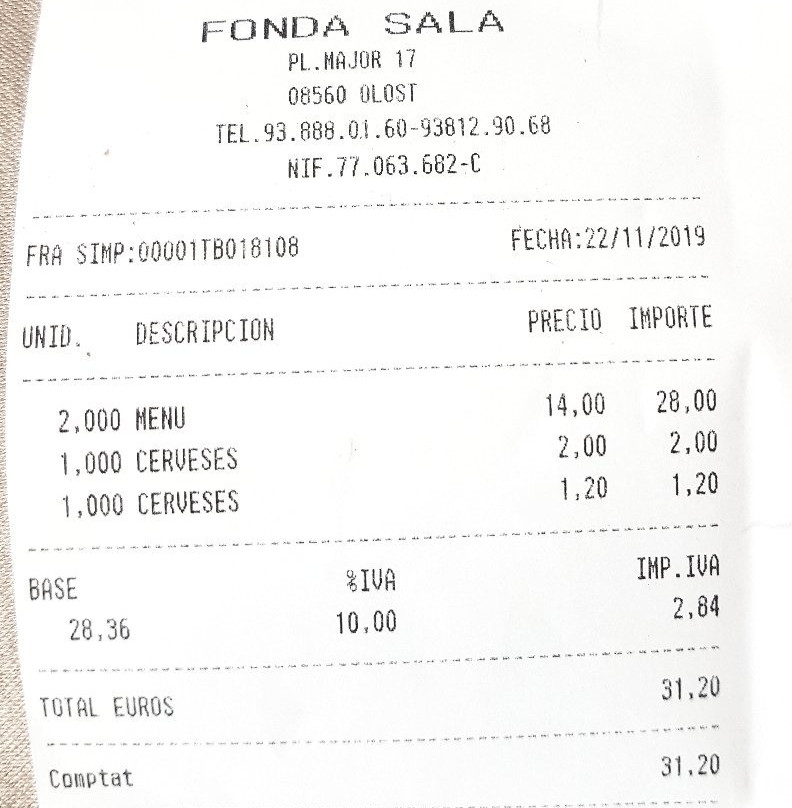 FONDA SALA
PL.MAJOR 17
08560 OLOST
TEL.93.888.01.60-93812.90.68
NIF.77.063.682-C
FRA SIMP:00001TB018108 FECHA:22/11/2019
UNID. DESCRIPCION PRECIO IMPORTE
2,000 MENU 14,00 28,00
1,000 CERVESES 2,00 2,00
1,000 CERVESES 1,20 1,20
BASE %IVA IMP.IVA
28,36 10,00 2,84
TOTAL EUROS 31,20
Comptat 31,20